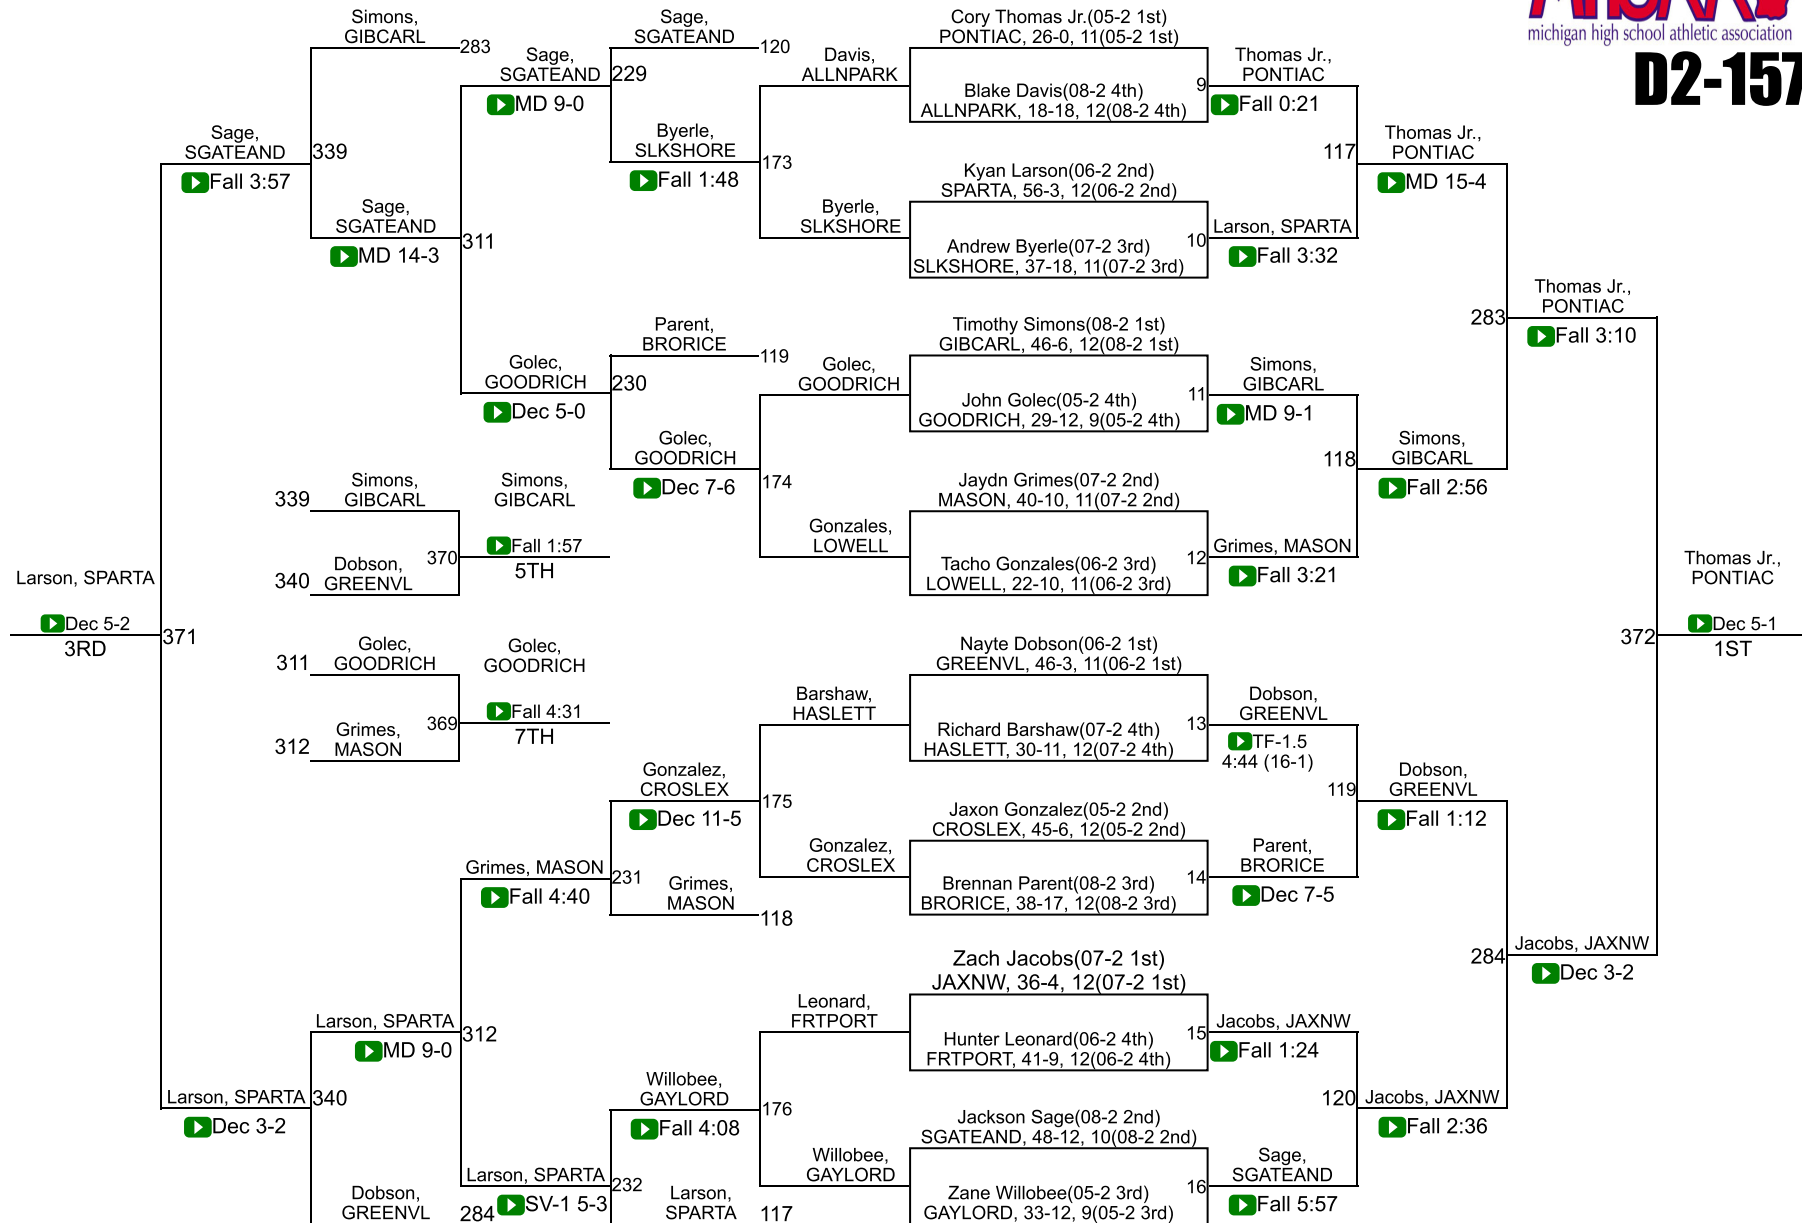 MHSAA
michigan high school athletic association
D2-157
Simons,
GIBCARL
283
Sage,
SGATEAND
339
Fall 3:57
Sage,
SGATEAND
MD 14-3
311
Sage,
SGATEAND
MD 9-0
229
Sage,
SGATEAND
120
Byerle,
SLKSHORE
Fall 1:48
173
Davis,
ALLNPARK
Byerle,
SLKSHORE
Golec,
GOODRICH
Dec 5-0
230
Parent,
BRORICE
119
Golec,
GOODRICH
Dec 7-6
174
Golec,
GOODRICH
Gonzales,
LOWELL
Cory Thomas Jr.(05-2 1st)
PONTIAC, 26-0, 11(05-2 1st)
Blake Davis(08-2 4th)
ALLNPARK, 18-18, 12(08-2 4th)
9
Kyan Larson(06-2 2nd)
SPARTA, 56-3, 12(06-2 2nd)
Andrew Byerle(07-2 3rd)
SLKSHORE, 37-18, 11(07-2 3rd)
10
Timothy Simons(08-2 1st)
GIBCARL, 46-6, 12(08-2 1st)
John Golec(05-2 4th)
GOODRICH, 29-12, 9(05-2 4th)
11
Jaydn Grimes(07-2 2nd)
MASON, 40-10, 11(07-2 2nd)
Tacho Gonzales(06-2 3rd)
LOWELL, 22-10, 11(06-2 3rd)
12
Thomas Jr.,
PONTIAC
Fall 0:21
117
Larson, SPARTA
Fall 3:32
Thomas Jr.,
PONTIAC
MD 15-4
Simons,
GIBCARL
MD 9-1
118
Grimes, MASON
Fall 3:21
Simons,
GIBCARL
Fall 2:56
283
Thomas Jr.,
PONTIAC
Fall 3:10
339
Simons,
GIBCARL
340
Dobson,
GREENVL
370
Simons,
GIBCARL
Fall 1:57
5TH
311
Golec,
GOODRICH
312
Grimes,
MASON
369
Golec,
GOODRICH
Fall 4:31
7TH
Larson, SPARTA
Dec 5-2
3RD
371
372
Thomas Jr.,
PONTIAC
Dec 5-1
1ST
Larson, SPARTA
Dec 3-2
340
Larson, SPARTA
MD 9-0
312
Dobson,
GREENVL
284
Grimes, MASON
Fall 4:40
231
Gonzalez,
CROSLEX
Dec 11-5
175
Grimes,
MASON
118
Barshaw,
HASLETT
Gonzalez,
CROSLEX
Larson, SPARTA
SV-1 5-3
232
Willobee,
GAYLORD
Fall 4:08
176
Larson,
SPARTA
117
Leonard,
FRTPORT
Willobee,
GAYLORD
Nayte Dobson(06-2 1st)
GREENVL, 46-3, 11(06-2 1st)
Richard Barshaw(07-2 4th)
HASLETT, 30-11, 12(07-2 4th)
13
Jaxon Gonzalez(05-2 2nd)
CROSLEX, 45-6, 12(05-2 2nd)
Brennan Parent(08-2 3rd)
BRORICE, 38-17, 12(08-2 3rd)
14
Zach Jacobs(07-2 1st)
JAXNW, 36-4, 12(07-2 1st)
Hunter Leonard(06-2 4th)
FRTPORT, 41-9, 12(06-2 4th)
15
Jackson Sage(08-2 2nd)
SGATEAND, 48-12, 10(08-2 2nd)
Zane Willobee(05-2 3rd)
GAYLORD, 33-12, 9(05-2 3rd)
16
Dobson,
GREENVL
TF-1.5
4:44 (16-1)
119
Parent,
BRORICE
Dec 7-5
Dobson,
GREENVL
Fall 1:12
Jacobs, JAXNW
Fall 1:24
120
Sage,
SGATEAND
Fall 5:57
Jacobs, JAXNW
Fall 2:36
284
Jacobs, JAXNW
Dec 3-2